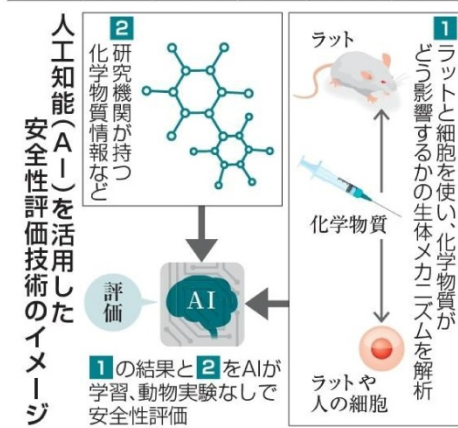 人工知能(AI)を活用した
安全性評価技術のイメージ
1
ラットと細胞を使い、化学物質が
どう影響するかの生体メカニズムを解析
ラット
化学物質
ラットや
人の細胞
2
研究機関が持つ
化学物質情報など
AI
評価
1の結果と2をAIが
学習、動物実験なしで
安全性評価